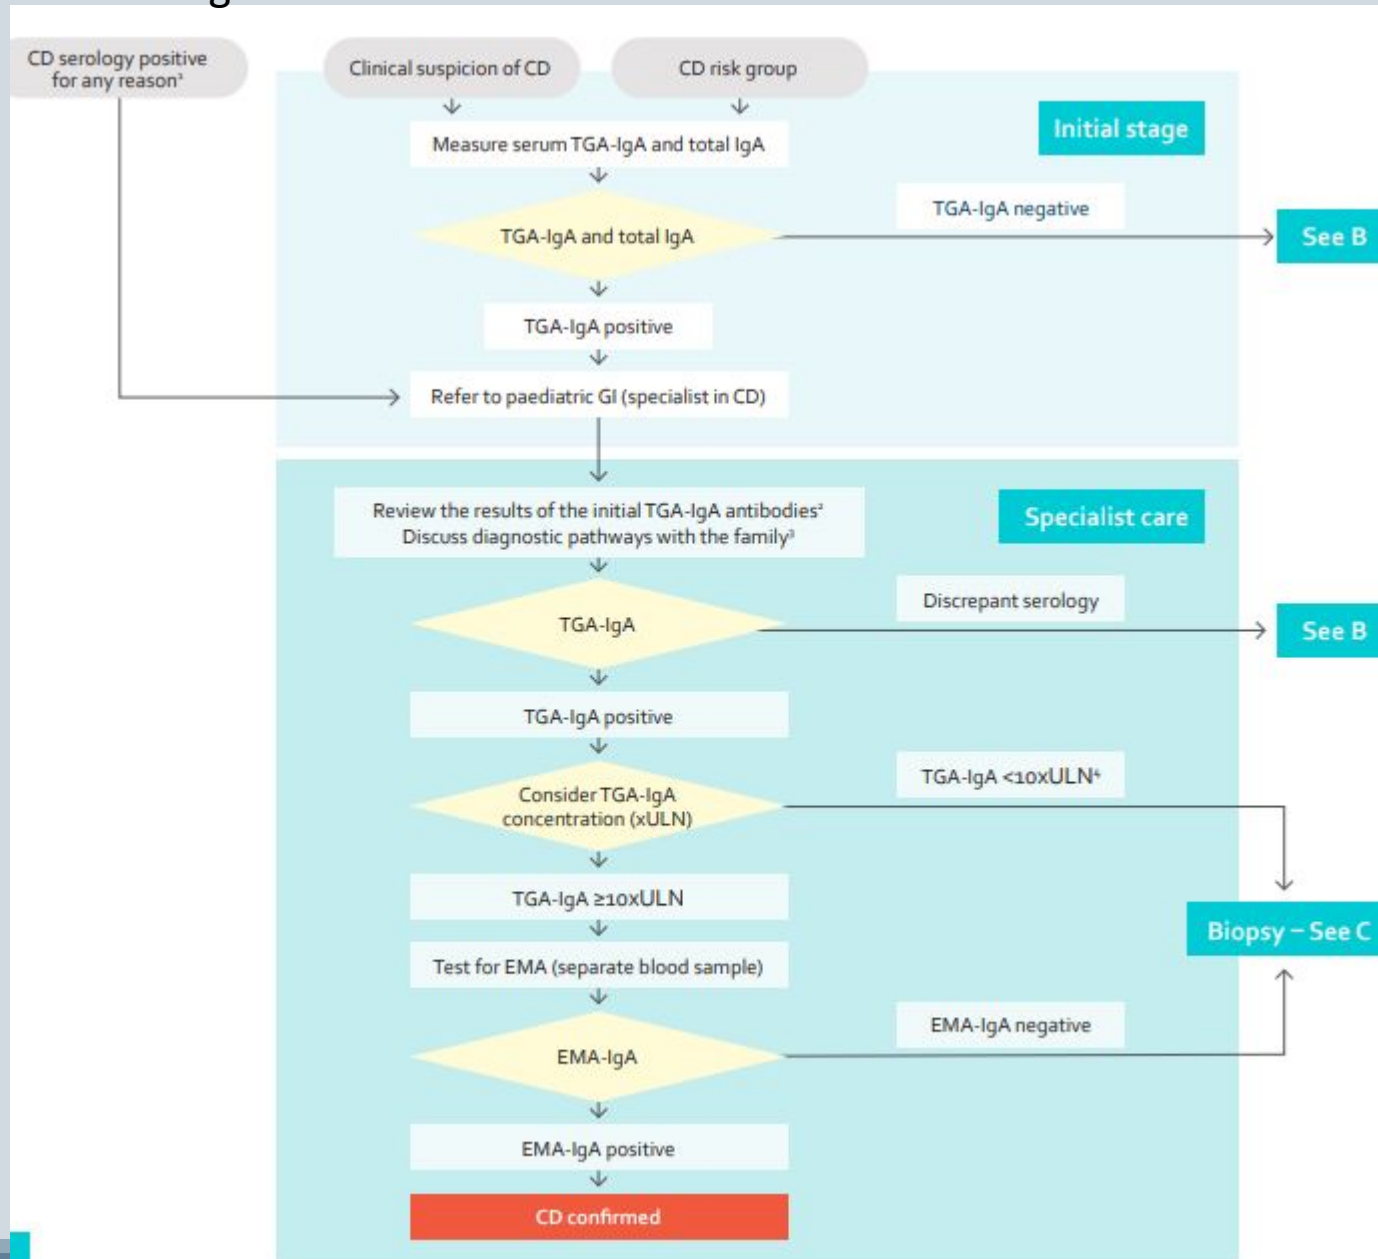 CD serology positive
for any reason¹
Clinical suspicion of CD
CD risk group
Initial stage
Measure serum TGA-IgA and total IgA
TGA-IgA and total IgA
TGA-IgA negative
See B
TGA-IgA positive
Refer to paediatric GI (specialist in CD)
Specialist care
Review the results of the initial TGA-IgA antibodies²
Discuss diagnostic pathways with the family³
TGA-IgA
Discrepant serology
See B
TGA-IgA positive
Consider TGA-IgA
concentration (xULN)
TGA-IgA <10xULN⁴
TGA-IgA ≥10xULN
Biopsy – See C
Test for EMA (separate blood sample)
EMA-IgA
EMA-IgA negative
EMA-IgA positive
CD confirmed